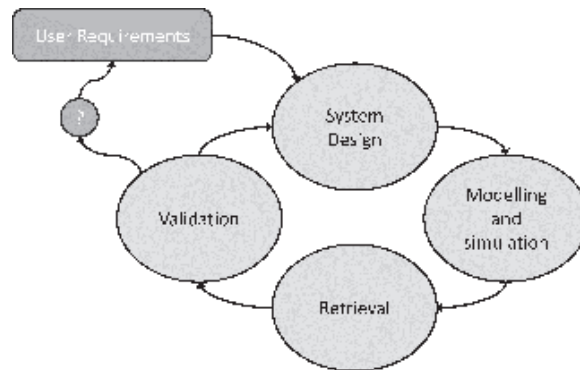 User Requirements
?
System
Design
Modelling
and
simulation
Validation
Retrieval